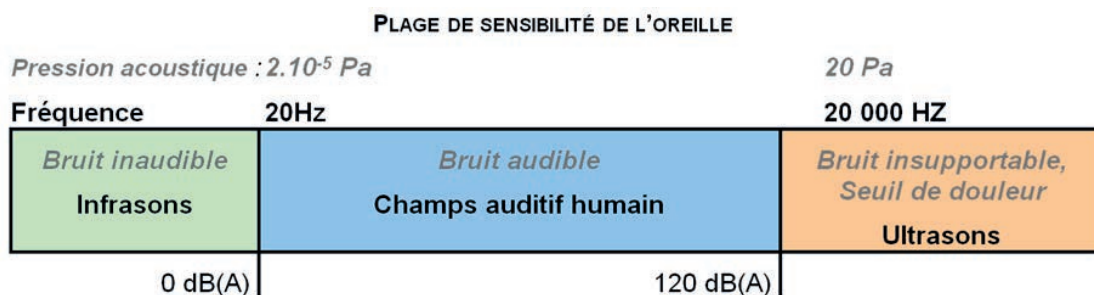 PLAGE DE SENSIBILITÉ DE L'OREILLE
Pression acoustique : 2.10⁻⁵ Pa 20 Pa
Fréquence 20Hz 20 000 HZ
Bruit inaudible Bruit audible Bruit insupportable,
Seuil de douleur
Infrasons Champs auditif humain Ultrasons
0 dB(A) 120 dB(A)